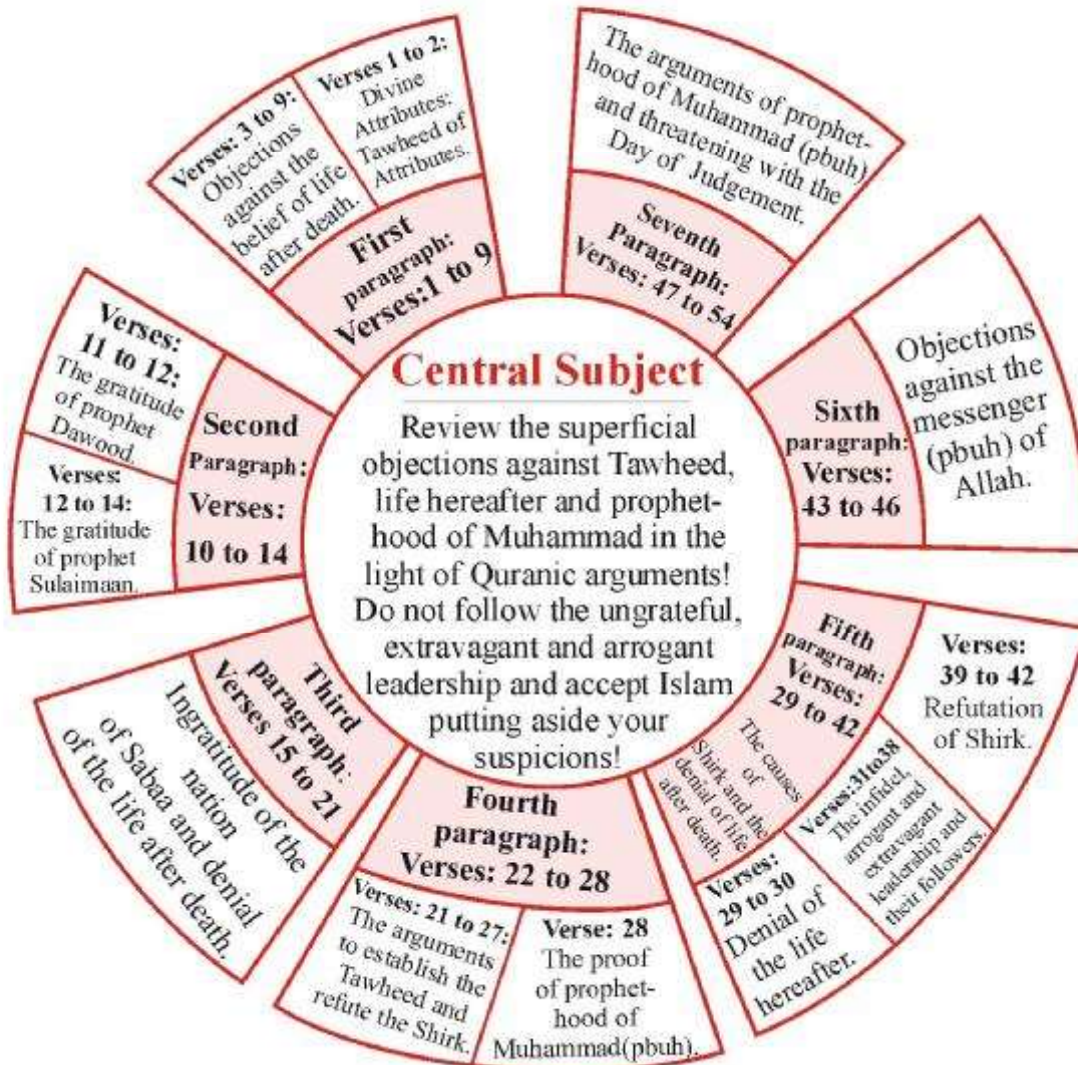 Central Subject
Review the superficial
objections against Tawheed,
life hereafter and prophet-
hood of Muhammad in the
light of Quranic arguments!
Do not follow the ungrateful,
extravagant and arrogant
leadership and accept Islam
putting aside your
suspicions!
First
paragraph:
Verses:1 to 9
Verses 1 to 2:
Divine
Attributes:
Tawheed of
Attributes.
Verses: 3 to 9:
Objections
against the
belief of life
after death.
Second
Paragraph:
Verses:
10 to 14
Verses:
11 to 12:
The gratitude
of prophet
Dawood.
Verses:
12 to 14:
The gratitude
of prophet
Sulaimaan.
Third
paragraph:
Verses 15 to 21
Ingratitude of the
nation
of Sabaa and denial
of the life after death.
Fourth
paragraph:
Verses: 22 to 28
Verses: 21 to 27:
The arguments
to establish the
Tawheed and
refute the Shirk.
Verse: 28
The proof
of prophet-
hood of
Muhammad(pbuh).
Fifth
paragraph:
Verses:
29 to 42
The causes
of
Shirk and the
denial of life
after death.
Verses:
29 to 30
Denial of
the life
hereafter.
Verses:31to38
The infidel,
arrogant and
extravagant
leadership and
their followers.
Verses:
39 to 42
Refutation
of Shirk.
Sixth
paragraph:
Verses:
43 to 46
Objections
against the
messenger
(pbuh) of
Allah.
Seventh
Paragraph:
Verses: 47 to 54
The arguments of prophet-
hood of Muhammad (pbuh)
and threatening with the
Day of Judgement.